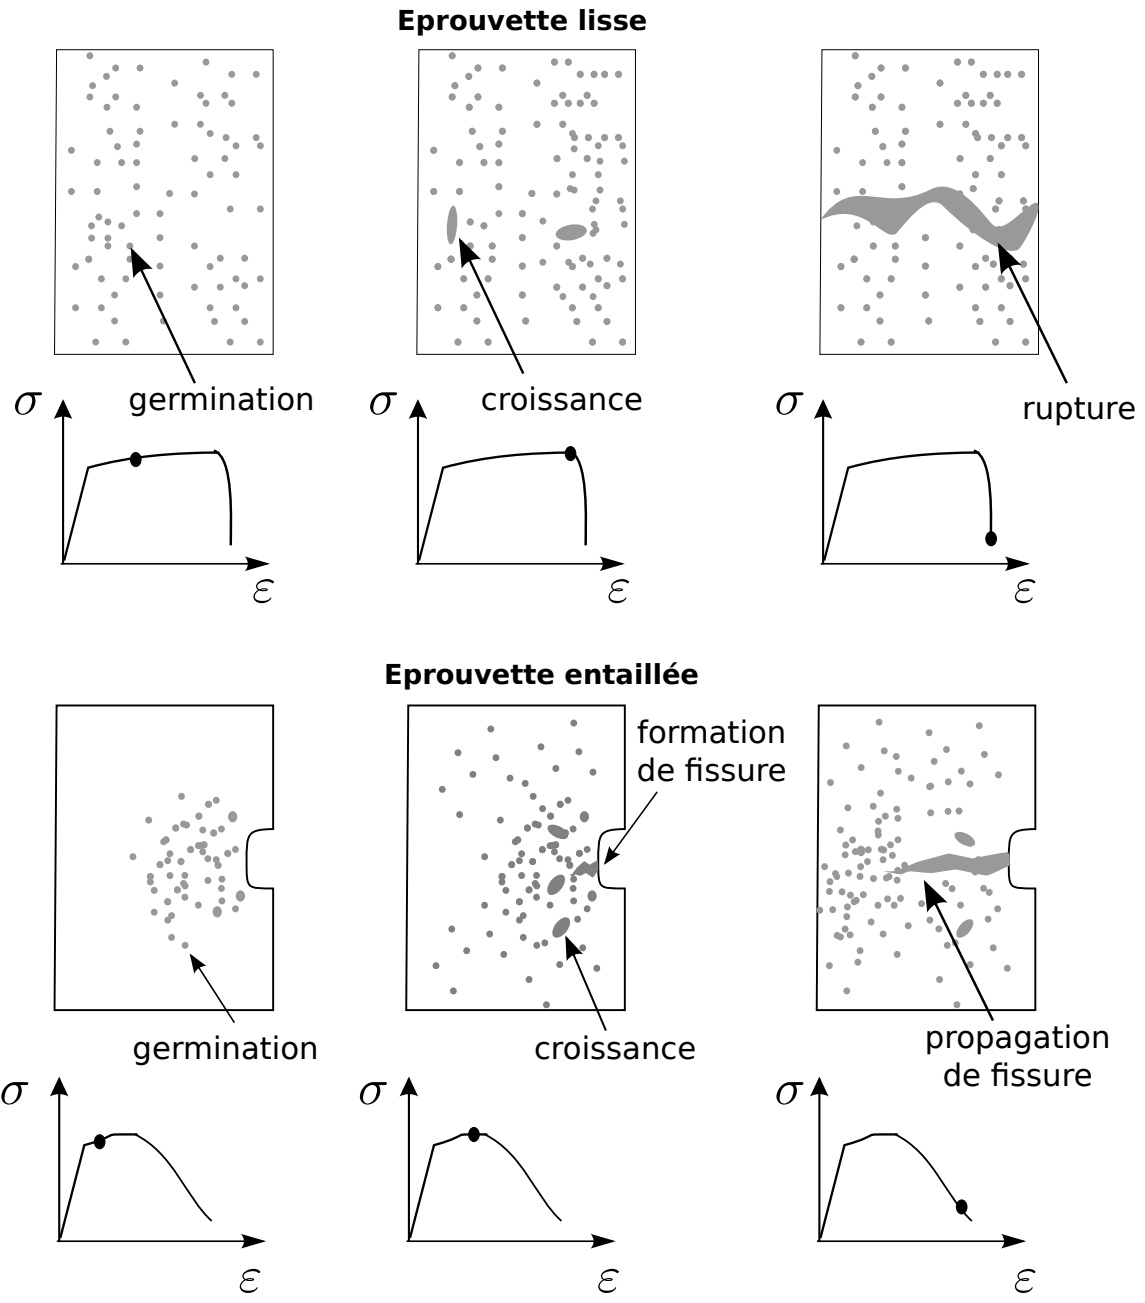 Eprouvette lisse
germination
croissance
rupture
σ
σ
σ
ε
ε
ε
Eprouvette entaillée
formation
de fissure
germination
croissance
propagation
de fissure
σ
σ
σ
ε
ε
ε